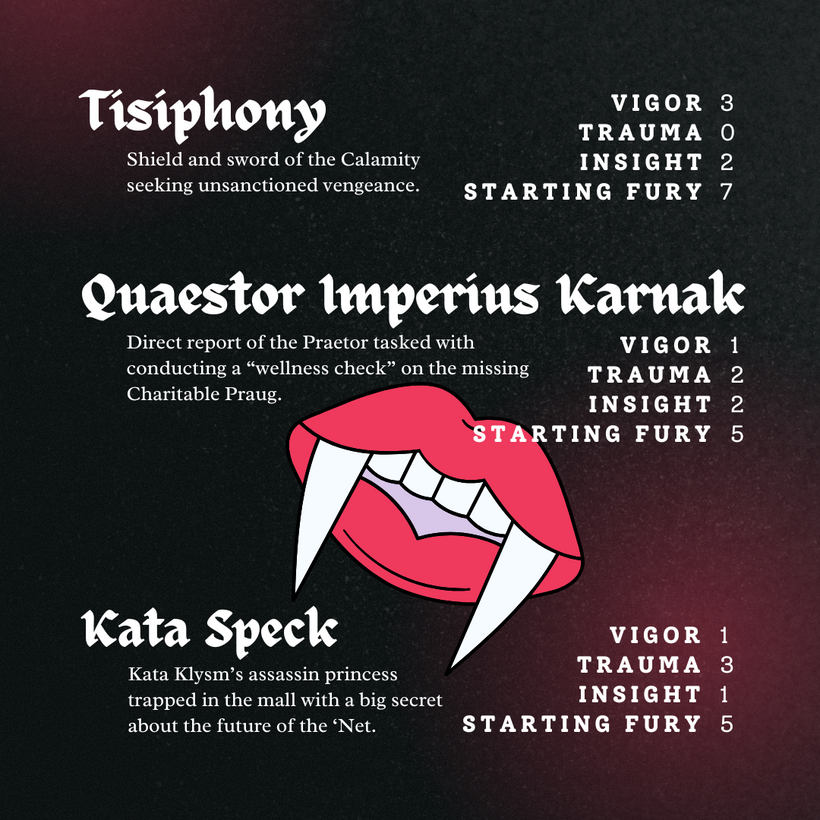 Tisiphony
Shield and sword of the Calamity
seeking unsanctioned vengeance.
VIGOR 3
TRAUMA 0
INSIGHT 2
STARTING FURY 7
Quaestor Imperius Karnak
Direct report of the Praetor tasked with
conducting a “wellness check” on the missing
Charitable Praug.
VIGOR 1
TRAUMA 2
INSIGHT 2
STARTING FURY 5
Kata Speck
Kata Klysm’s assassin princess
trapped in the mall with a big secret
about the future of the ‘Net.
VIGOR 1
TRAUMA 3
INSIGHT 1
STARTING FURY 5